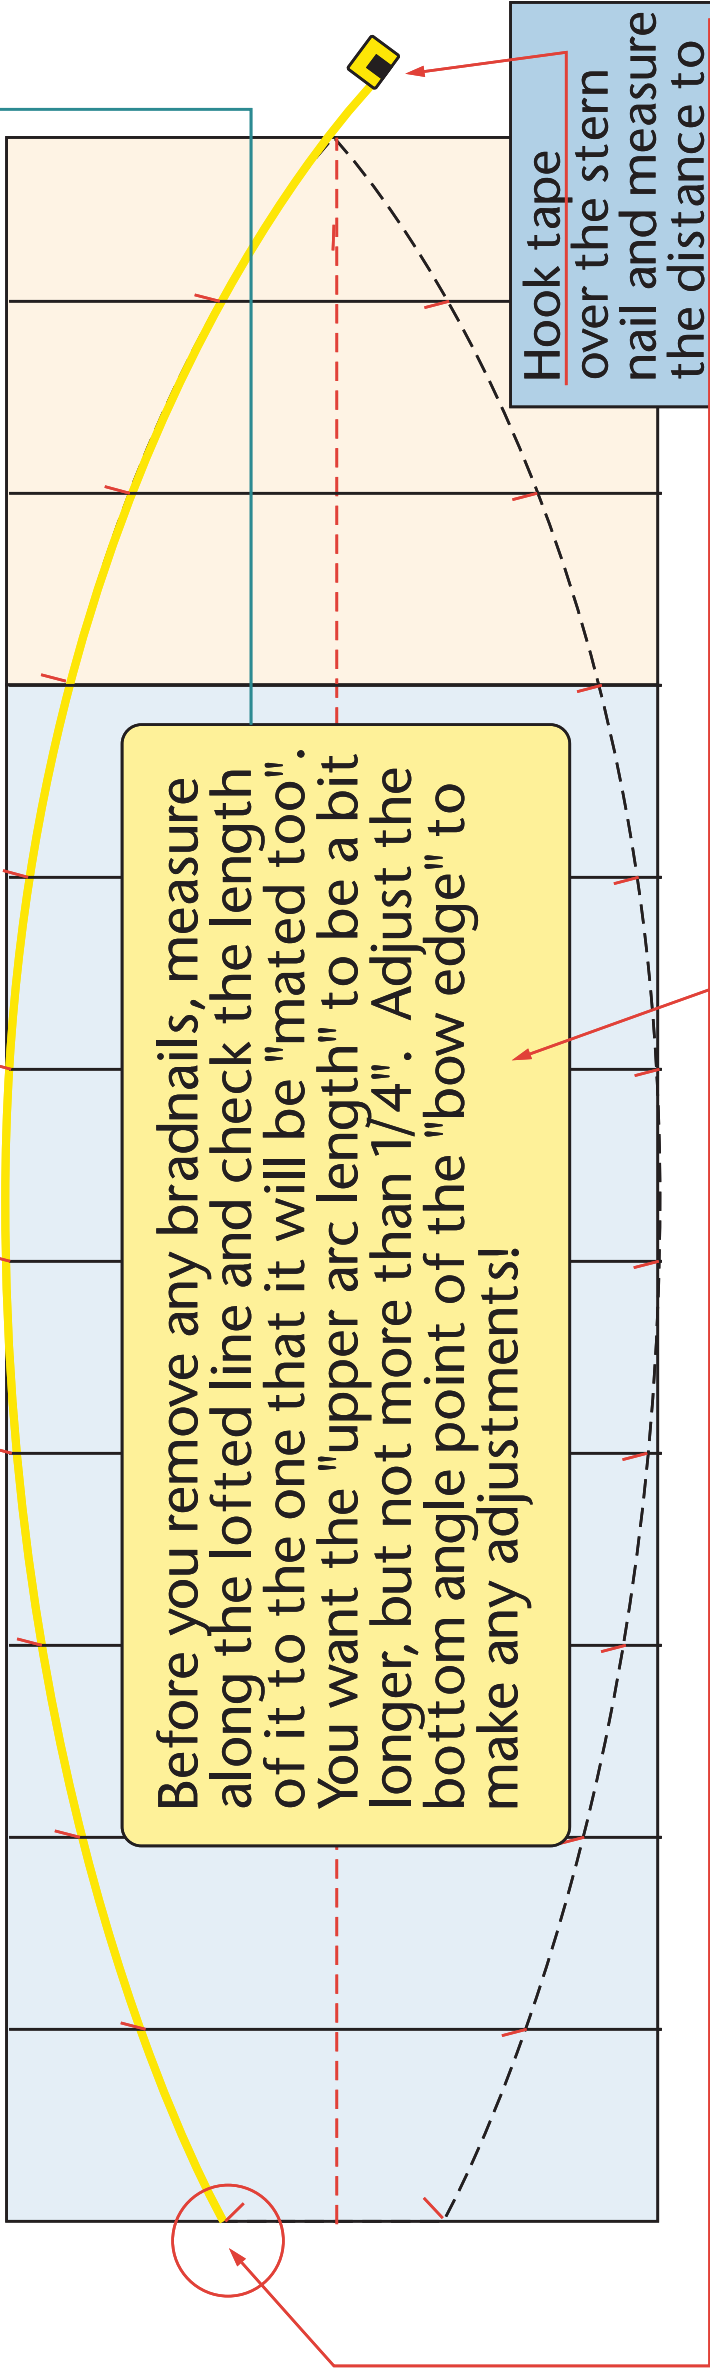 Hook tape
over the stern
nail and measure
the distance to
Before you remove any bradnails, measure
along the lofted line and check the length
of it to the one that it will be "mated too".
You want the "upper arc length" to be a bit
longer, but not more than 1/4". Adjust the
bottom angle point of the "bow edge" to
make any adjustments!